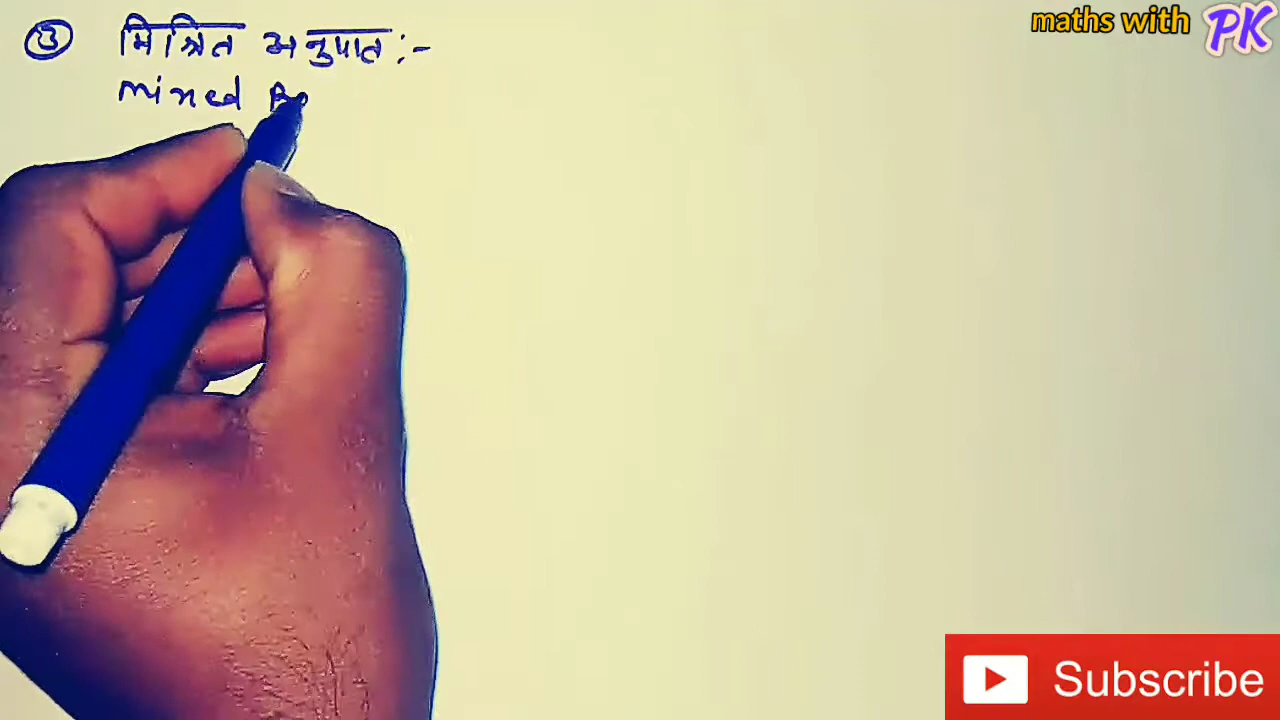 ③ मिश्रित अनुपात :-
mixed
maths with PK
Subscribe